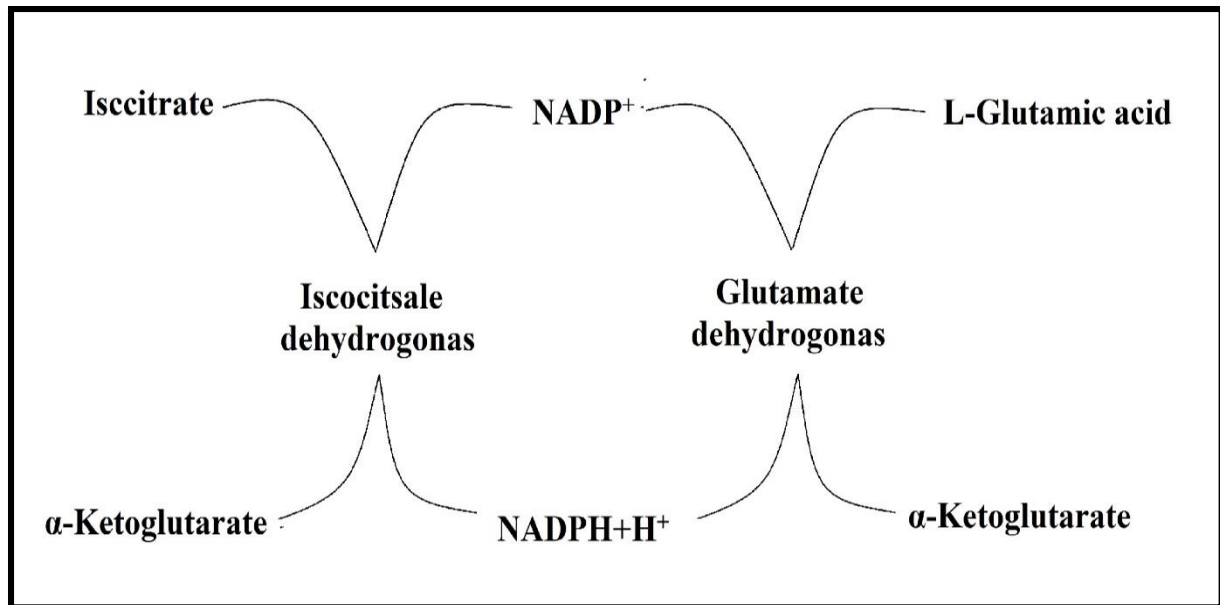 Isccitrate
NADP⁺
L-Glutamic acid
Iscocitsale
dehydrogonas
Glutamate
dehydrogonas
α-Ketoglutarate
NADPH+H⁺
α-Ketoglutarate